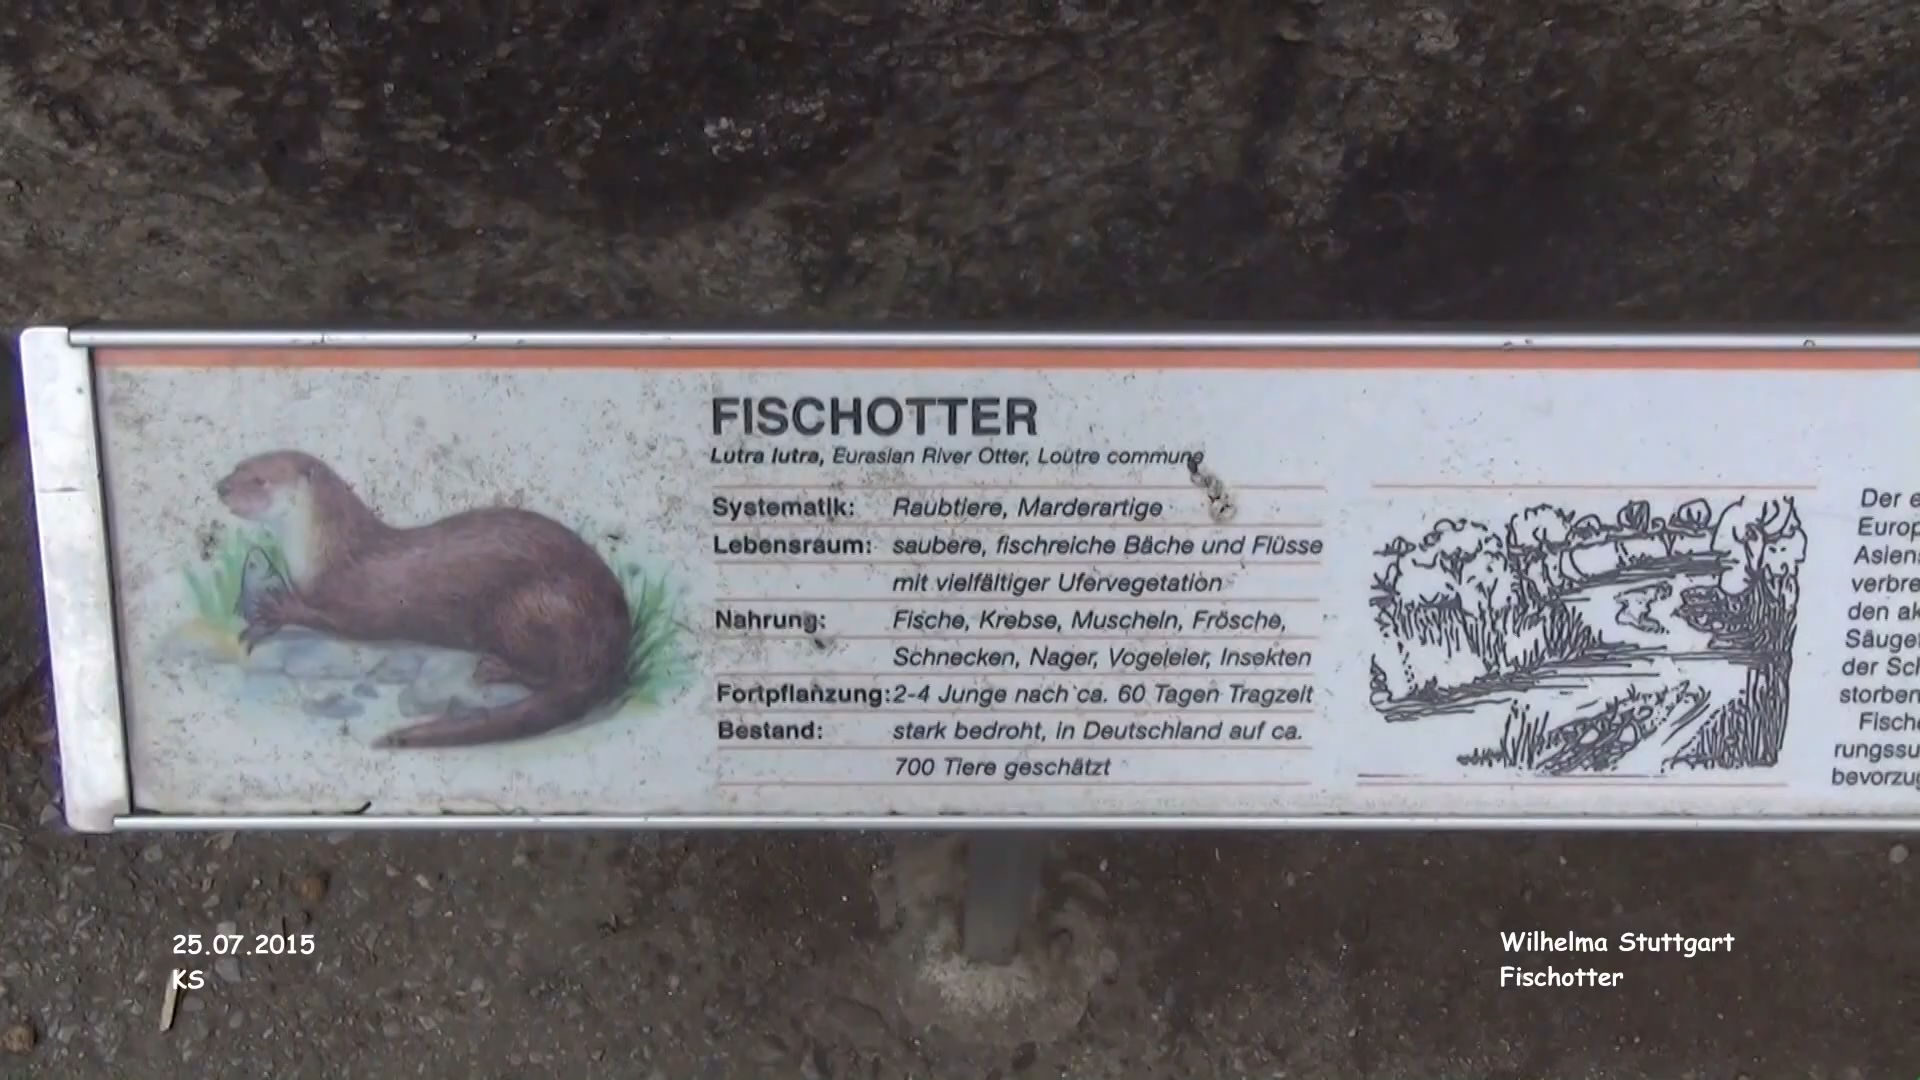 FISCHOTTER
Lutra lutra, Eurasian River Otter, Loutre commune
Systematik: Raubtiere, Marderartige
Lebensraum: saubere, fischreiche Bäche und Flüsse
mit vielfältiger Ufervegetation
Nahrung: Fische, Krebse, Muscheln, Frösche,
Schnecken, Nager, Vogeleier, Insekten
Fortpflanzung: 2-4 Junge nach ca. 60 Tagen Tragzeit
Bestand: stark bedroht, in Deutschland auf ca.
700 Tiere geschätzt
Der
den
der
storben
25.07.2015
KS
Wilhelma Stuttgart
Fischotter